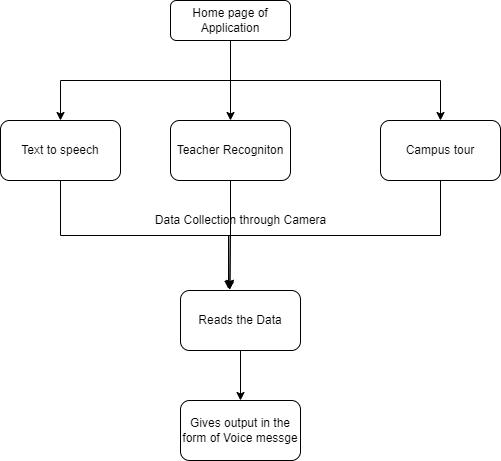 Home page of
Application
Text to speech
Teacher Recogniton
Campus tour
Data Collection through Camera
Reads the Data
Gives output in the
form of Voice messge